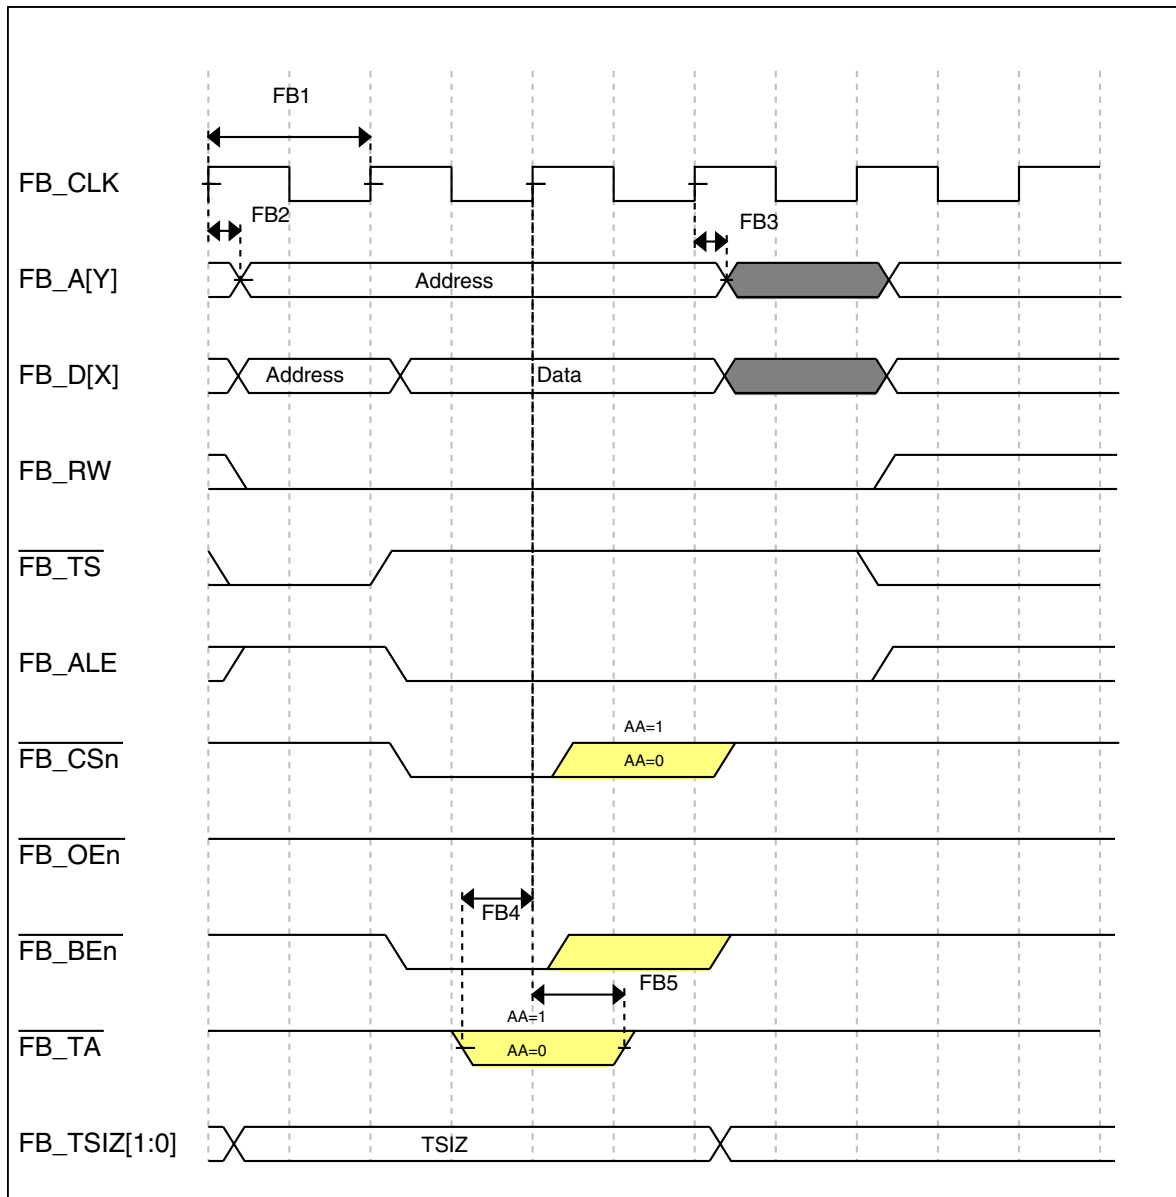 FB1
FB_CLK
FB2
FB3
FB_A[Y]
Address
FB_D[X]
Address
Data
FB_RW
FB_TS
FB_ALE
FB_CSn
AA=1
AA=0
FB_OEn
FB4
FB_BEn
FB5
AA=1
FB_TA
AA=0
FB_TSIZ[1:0]
TSIZ